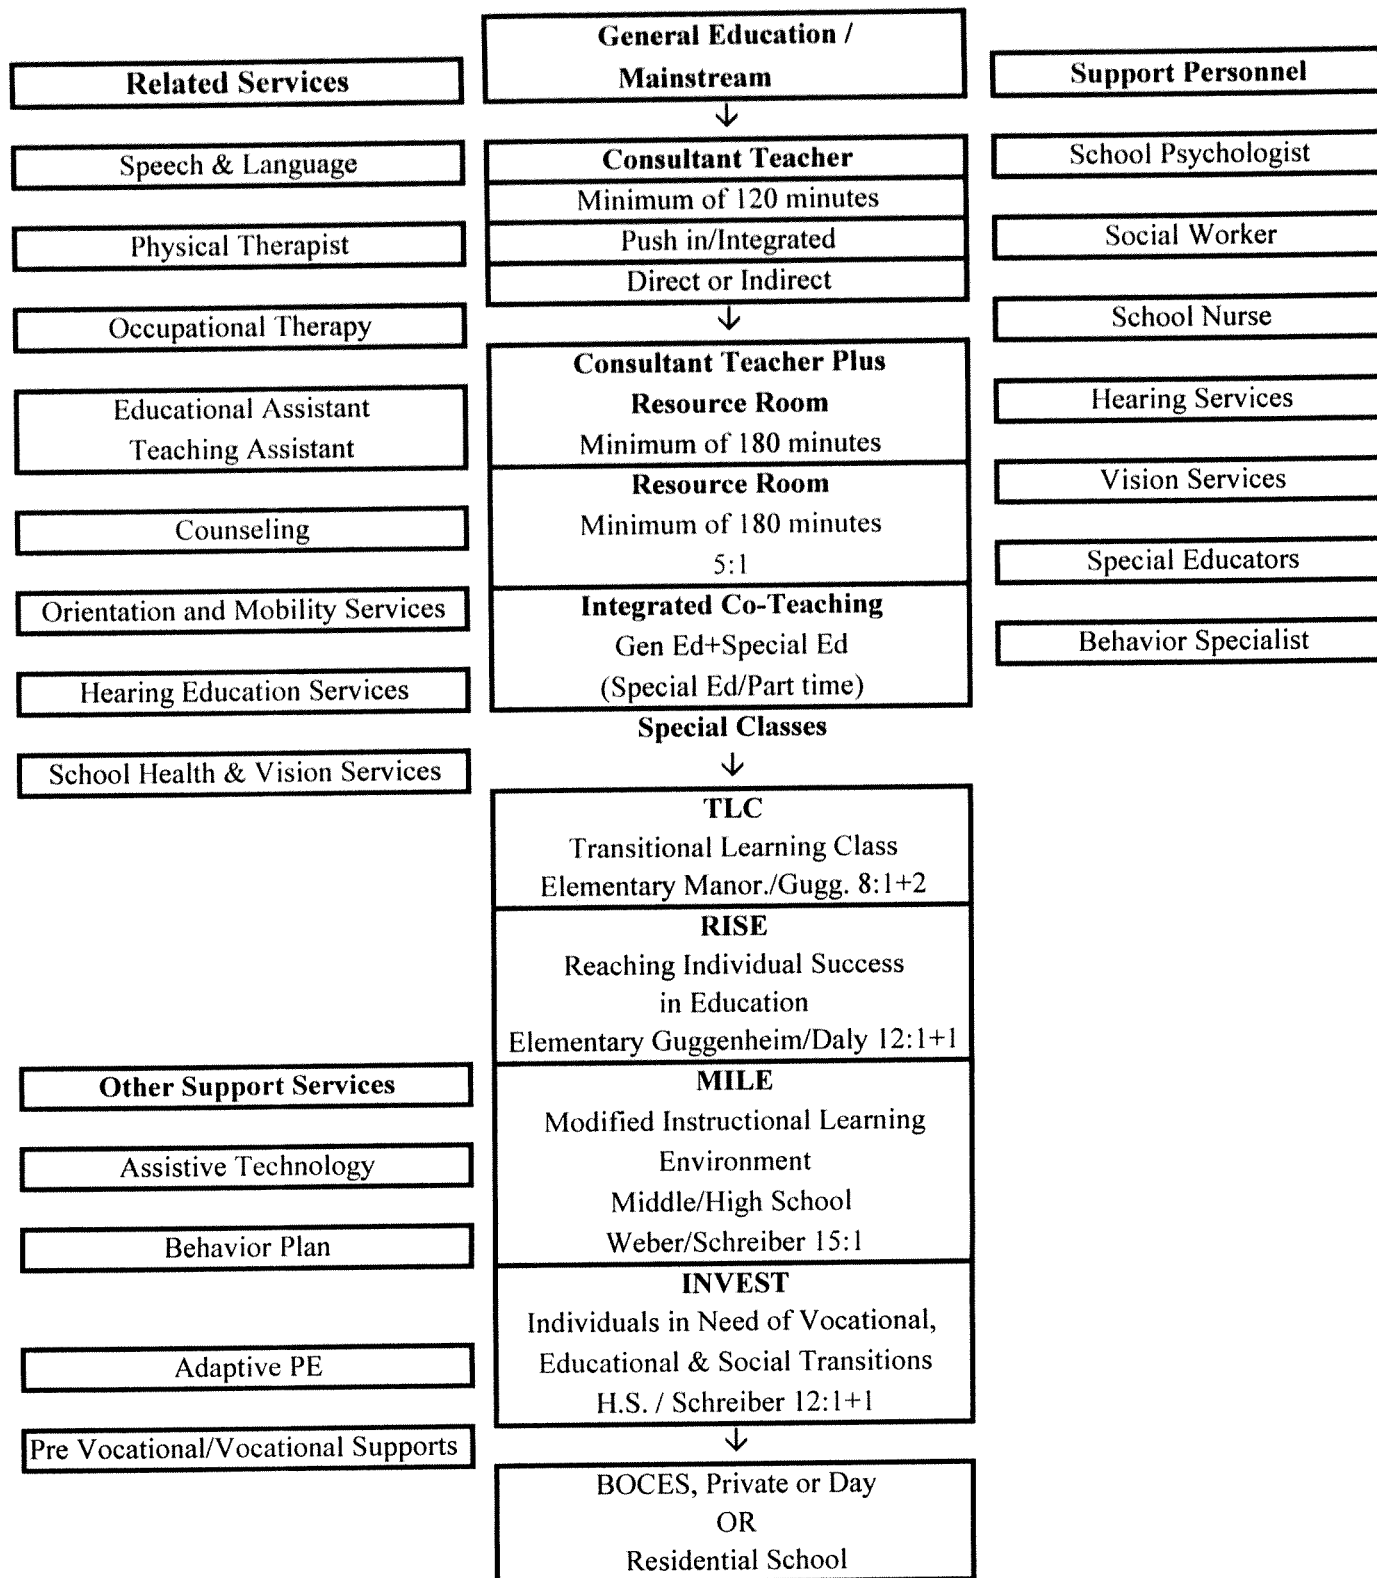 Related Services
Speech & Language
Physical Therapist
Occupational Therapy
Educational Assistant
Teaching Assistant
Counseling
Orientation and Mobility Services
Hearing Education Services
School Health & Vision Services
Other Support Services
Assistive Technology
Behavior Plan
Adaptive PE
Pre Vocational/Vocational Supports
General Education /
Mainstream
↓
Consultant Teacher
Minimum of 120 minutes
Push in/Integrated
Direct or Indirect
↓
Consultant Teacher Plus
Resource Room
Minimum of 180 minutes
Resource Room
Minimum of 180 minutes
5:1
Integrated Co-Teaching
Gen Ed+Special Ed
(Special Ed/Part time)
Special Classes
↓
TLC
Transitional Learning Class
Elementary Manor./Gugg. 8:1+2
RISE
Reaching Individual Success
in Education
Elementary Guggenheim/Daly 12:1+1
MILE
Modified Instructional Learning
Environment
Middle/High School
Weber/Schreiber 15:1
INVEST
Individuals in Need of Vocational,
Educational & Social Transitions
H.S. / Schreiber 12:1+1
↓
BOCES, Private or Day
OR
Residential School
Support Personnel
School Psychologist
Social Worker
School Nurse
Hearing Services
Vision Services
Special Educators
Behavior Specialist